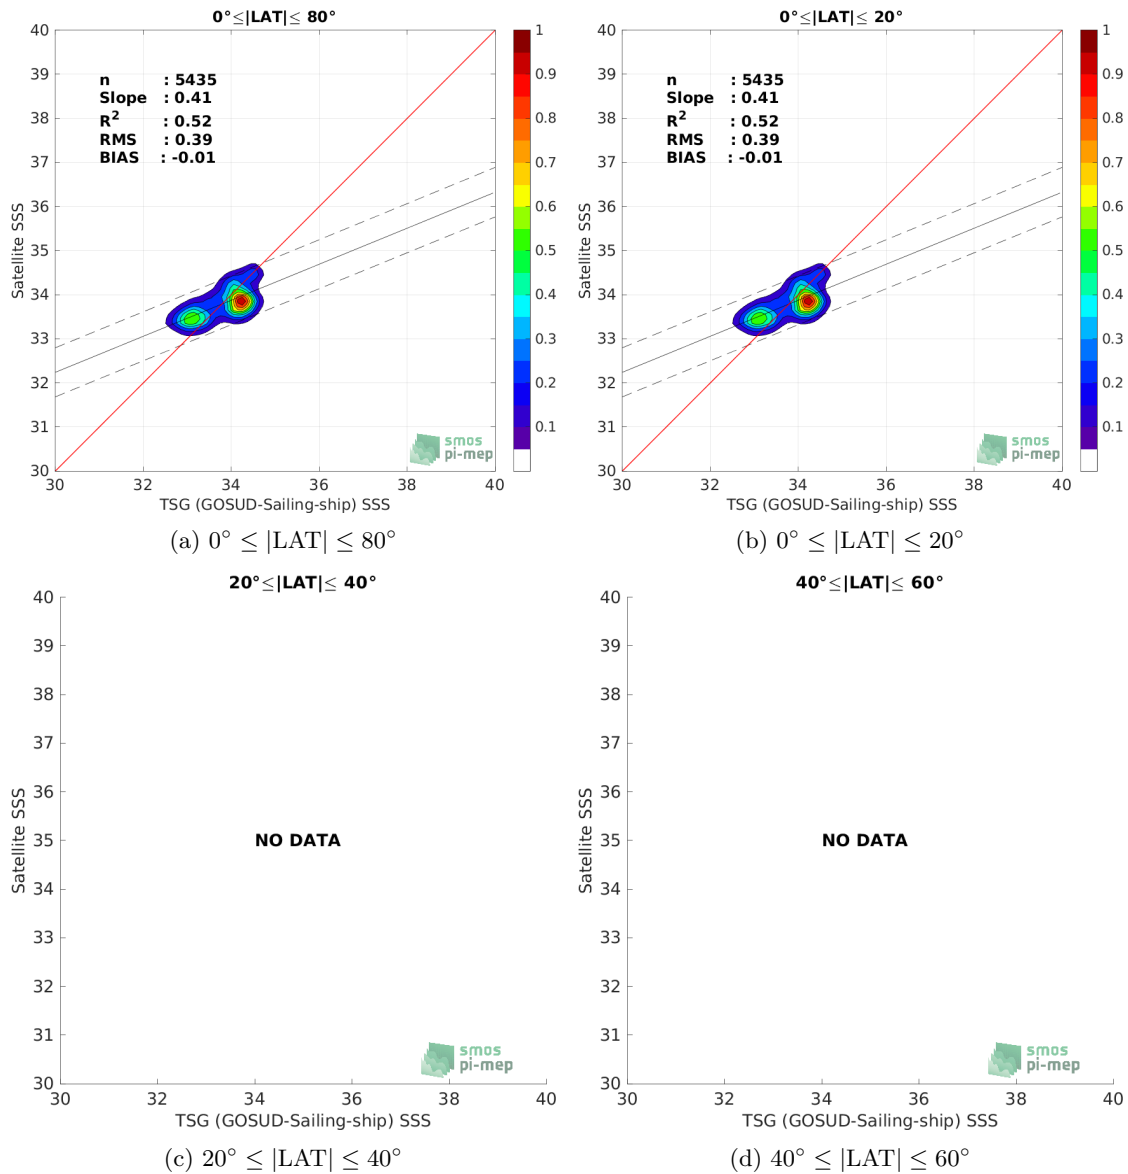 0°≤|LAT|≤ 80°
40
39
38
37
36
35
34
33
32
31
30
Satellite SSS
n : 5435
Slope : 0.41
R² : 0.52
RMS : 0.39
BIAS : -0.01
1
0.9
0.8
0.7
0.6
0.5
0.4
0.3
0.2
0.1
smos
pi-mep
30 32 34 36 38 40
TSG (GOSUD-Sailing-ship) SSS
(a) 0° ≤ |LAT| ≤ 80°
0°≤|LAT|≤ 20°
40
39
38
37
36
35
34
33
32
31
30
Satellite SSS
n : 5435
Slope : 0.41
R² : 0.52
RMS : 0.39
BIAS : -0.01
1
0.9
0.8
0.7
0.6
0.5
0.4
0.3
0.2
0.1
smos
pi-mep
30 32 34 36 38 40
TSG (GOSUD-Sailing-ship) SSS
(b) 0° ≤ |LAT| ≤ 20°
20°≤|LAT|≤ 40°
40
39
38
37
36
35
34
33
32
31
30
Satellite SSS
NO DATA
smos
pi-mep
30 32 34 36 38 40
TSG (GOSUD-Sailing-ship) SSS
(c) 20° ≤ |LAT| ≤ 40°
40°≤|LAT|≤ 60°
40
39
38
37
36
35
34
33
32
31
30
Satellite SSS
NO DATA
smos
pi-mep
30 32 34 36 38 40
TSG (GOSUD-Sailing-ship) SSS
(d) 40° ≤ |LAT| ≤ 60°